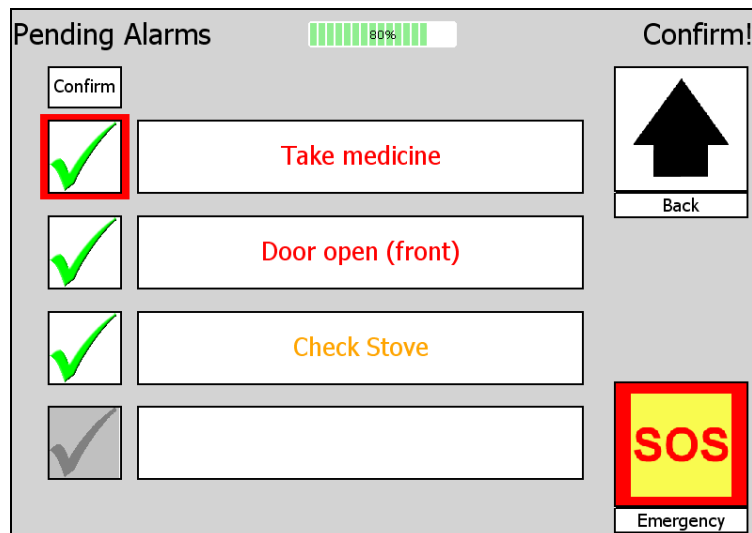 Pending Alarms
80%
Confirm!
Confirm
Take medicine
Back
Door open (front)
Check Stove
SOS
Emergency